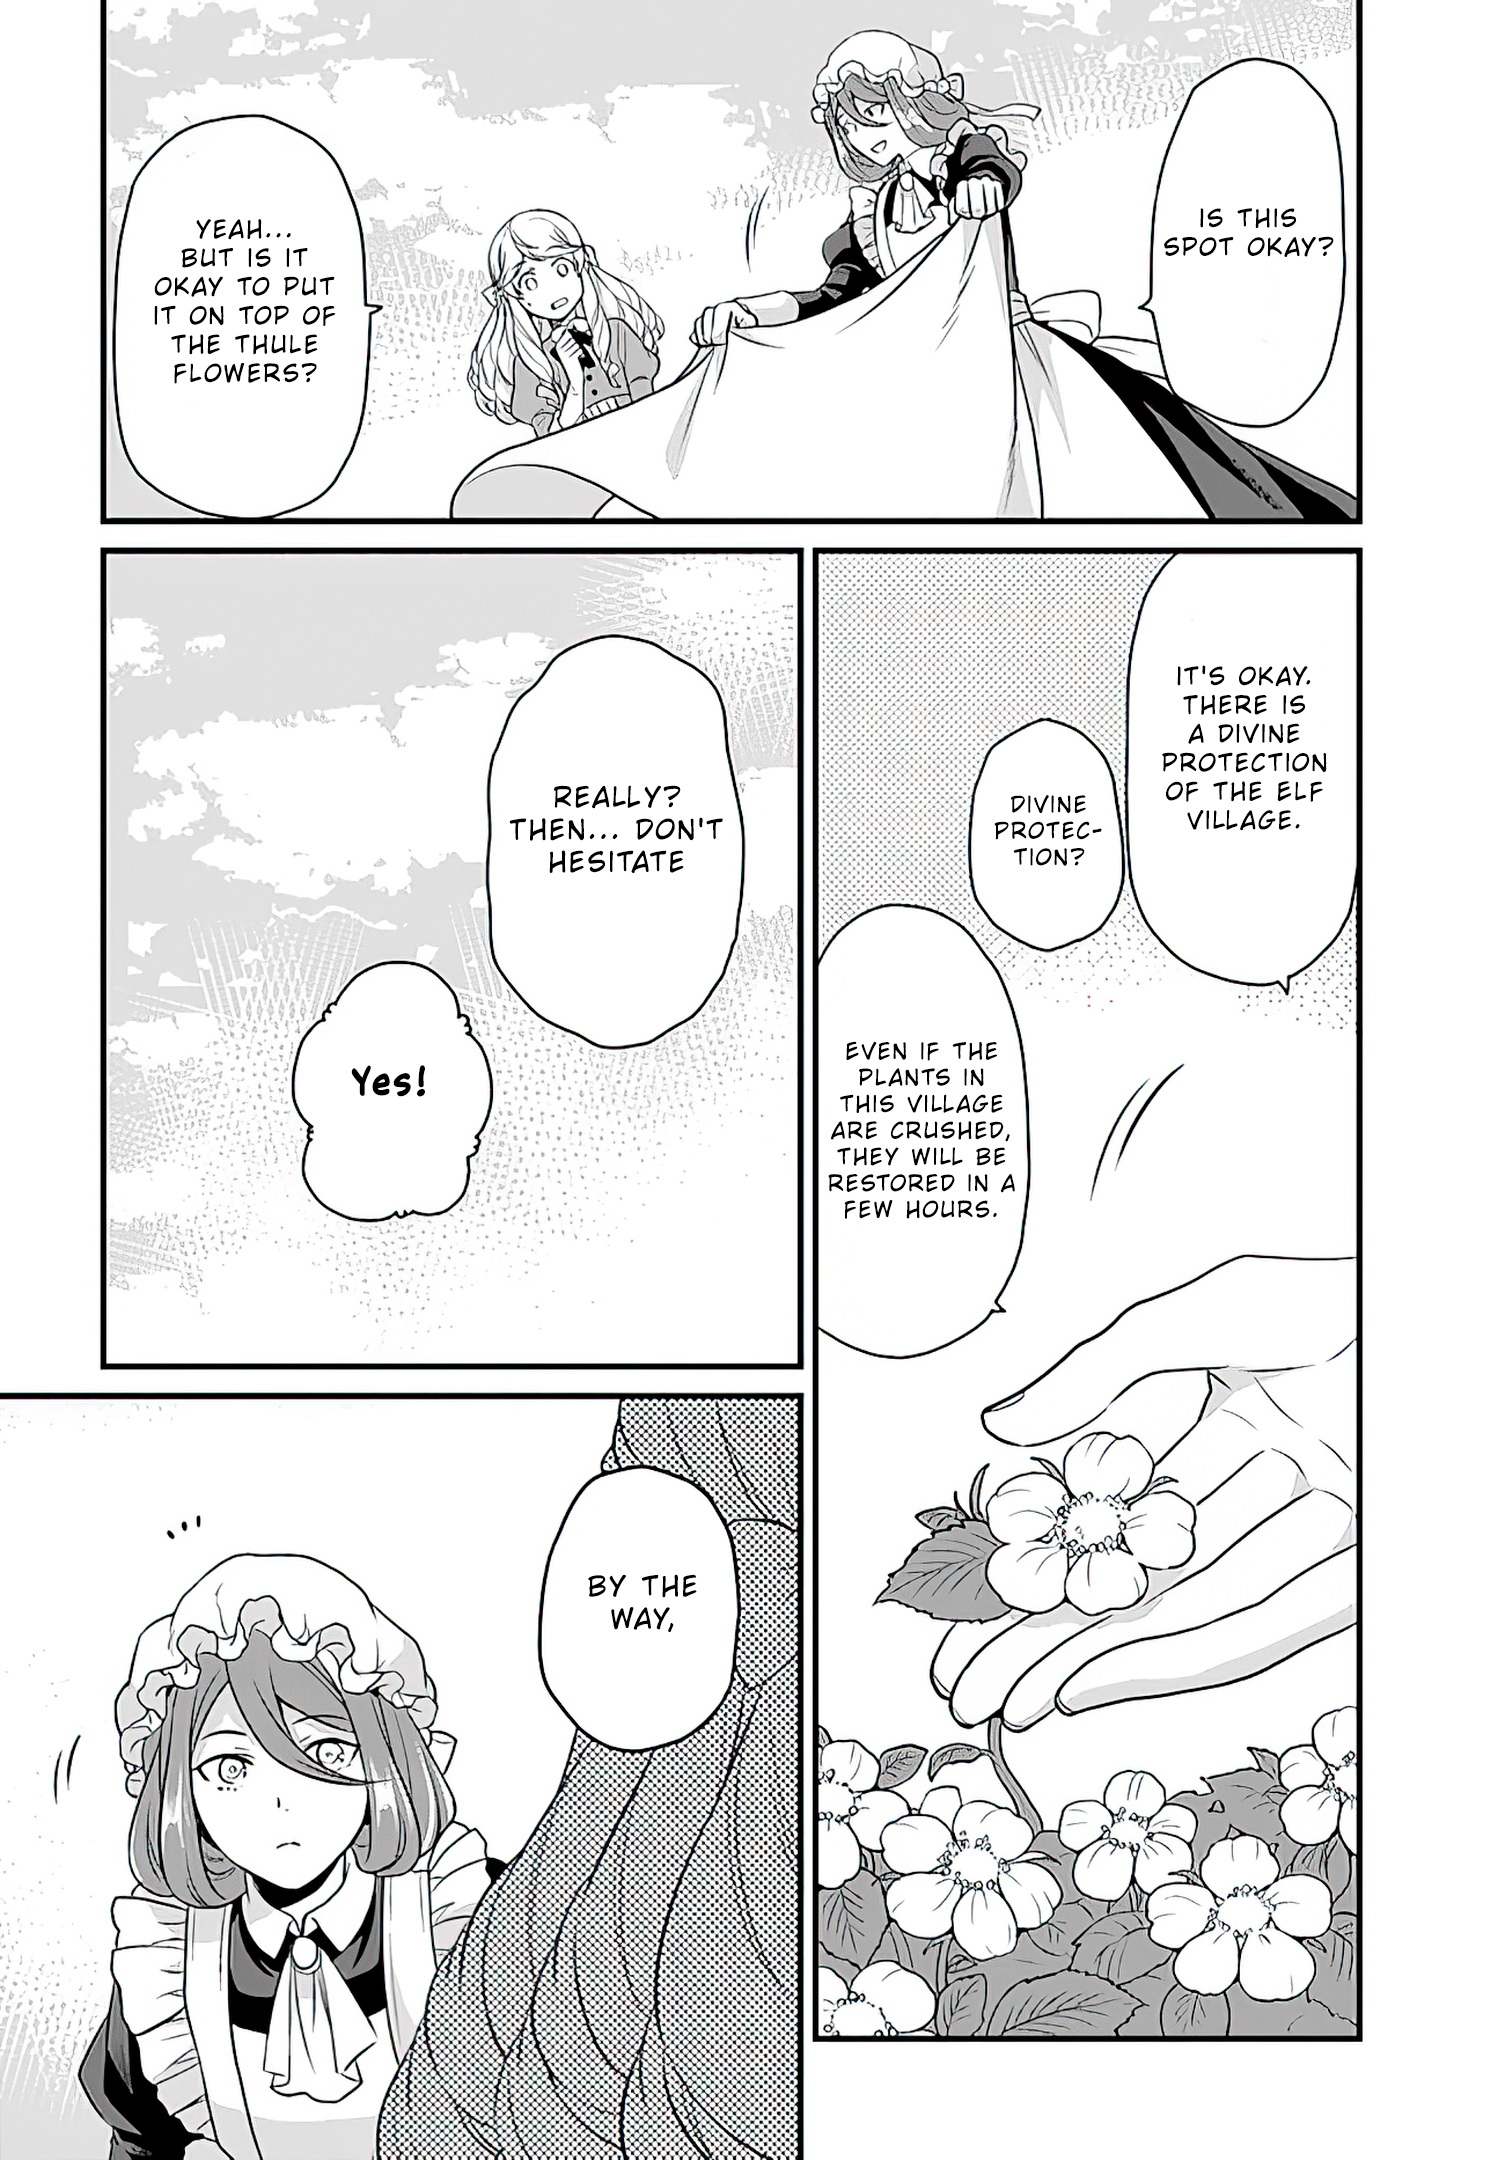 IS THIS
SPOT OKAY?
YEAH...
BUT IS IT
OKAY TO PUT
IT ON TOP OF
THE THULE
FLOWERS?
IT'S OKAY.
THERE IS
A DIVINE
PROTECTION
OF THE ELF
VILLAGE.
DIVINE
PROTEC-
TION?
EVEN IF THE
PLANTS IN
THIS VILLAGE
ARE CRUSHED,
THEY WILL BE
RESTORED IN A
FEW HOURS.
REALLY?
THEN... DON'T
HESITATE
Yes!
BY THE
WAY,